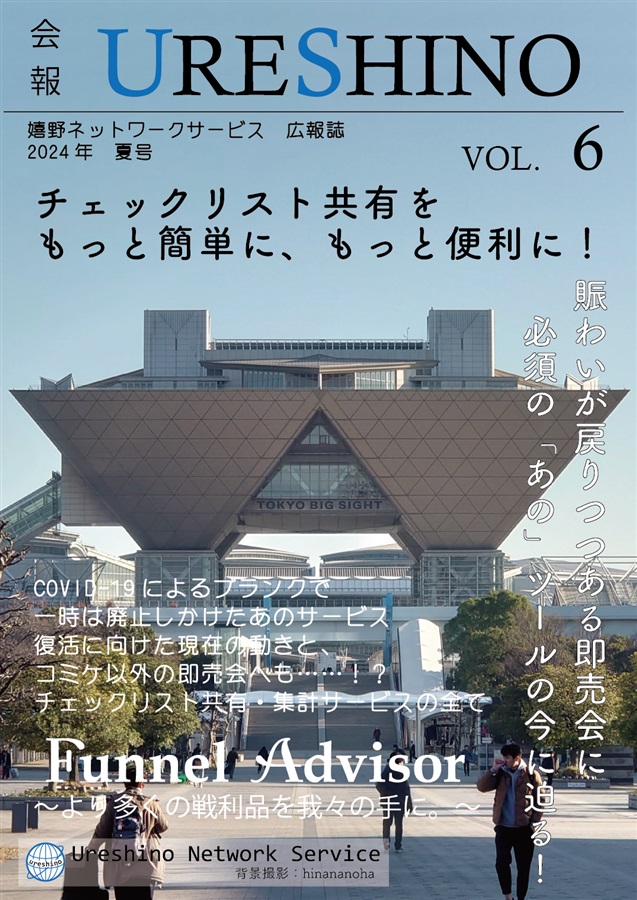 会報
URESHINO
嬉野ネットワークサービス 広報誌
2024年 夏号
VOL. 6
チェックリスト共有を
もっと簡単に、もっと便利に！
賑わいが戻りつつある即売会に
必須の「あの」ツールの今に迫る！
TOKYO BIG SIGHT
COVID-19によるブランクで
一時は廃止しかけたあのサービス
復活に向けた現在の動きと、
コミケ以外の即売会へも……！？
チェックリスト共有・集計サービスの全て
Funnel Advisor
～より多くの戦利品を我々の手に。～
ureshino
Ureshino Network Service
背景撮影：hinananoha